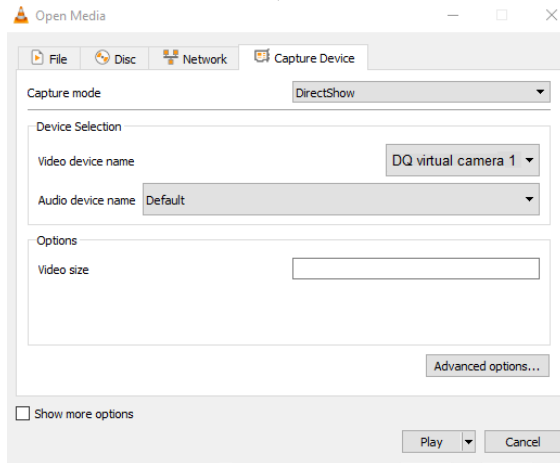 Open Media
File Disc Network Capture Device
Capture mode DirectShow
Device Selection
Video device name DQ virtual camera 1
Audio device name Default
Options
Video size
Advanced options...
Show more options
Play Cancel